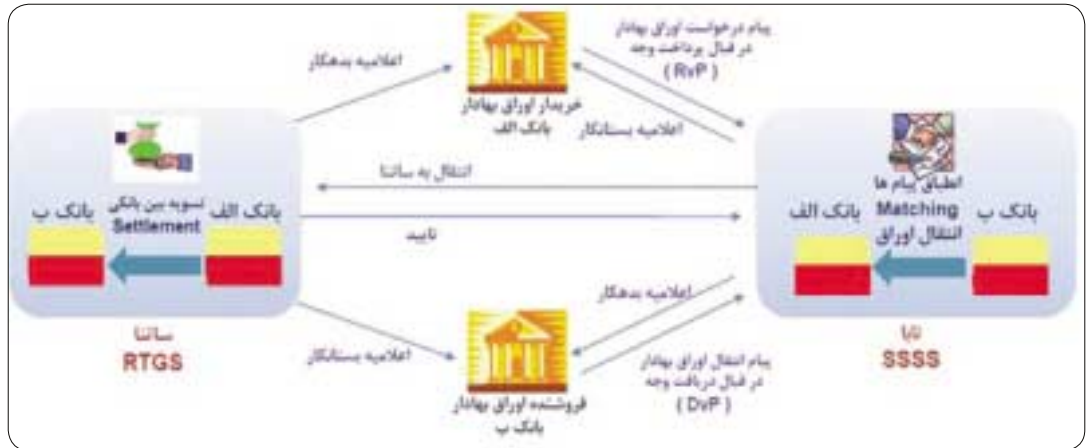 پیام درخواست اوراق بهادار
در قبال پرداخت وجه
( RvP )
اعلامیه بدهکار
خریدار اوراق بهادار
بانک الف
اعلامیه بستانکار
انطباق پیام ها
Matching
انتقال اوراق
بانک ب
بانک الف
انتقال به ساتنا
تایید
تسویه بین بانکی
Settlement
بانک الف
بانک ب
تابا
SSSS
ساتنا
RTGS
اعلامیه بدهکار
اعلامیه بستانکار
پیام انتقال اوراق بهادار
در قبال دریافت وجه
( DvP )
فروشنده اوراق بهادار
بانک ب